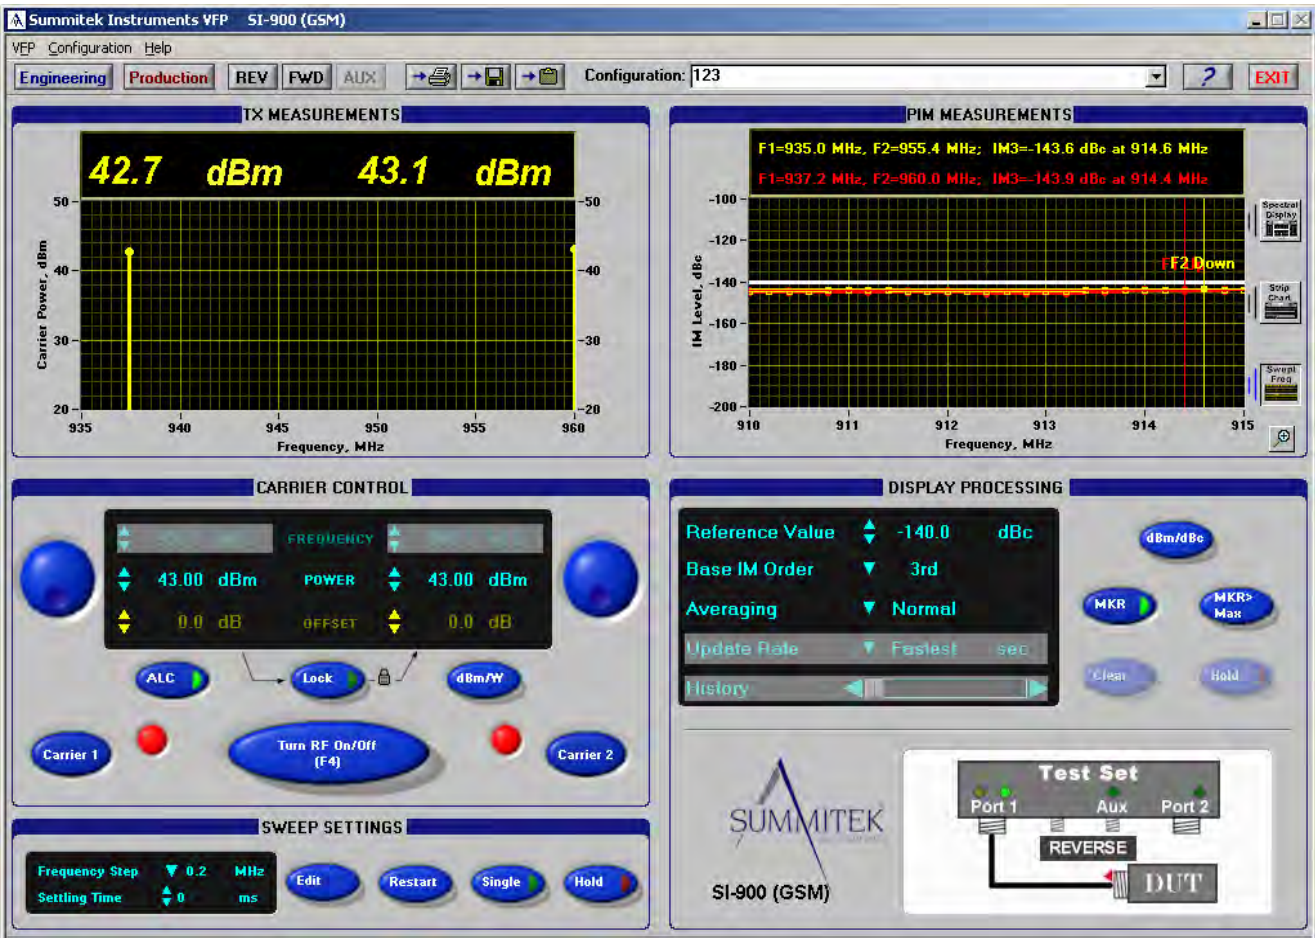 Summitek Instruments VFP SI-900 (GSM)
VFP Configuration Help
Engineering Production REV FWD AUX Configuration: 123 ? EXIT
TX MEASUREMENTS
42.7 dBm 43.1 dBm
50 50
40 40
30 30
20 20
Carrier Power, dBm
935 940 945 950 955 960
Frequency, MHz
PIM MEASUREMENTS
F1=935.0 MHz, F2=955.4 MHz; IM3=-143.6 dBc at 914.6 MHz
F1=937.2 MHz, F2=960.0 MHz; IM3=-143.9 dBc at 914.4 MHz
-100
-120
-140
-160
-180
-200
IM Level, dBc
F2 Down
910 911 912 913 914 915
Frequency, MHz
Spectral Display
Strip Chart
Swept Freq
CARRIER CONTROL
FREQUENCY
43.00 dBm POWER 43.00 dBm
0.0 dB OFFSET 0.0 dB
ALC Lock dBm/W
Carrier 1 Turn RF On/Off Carrier 2
(F4)
SWEEP SETTINGS
Frequency Step 0.2 MHz
Settling Time 0 ms
Edit Restart Single Hold
DISPLAY PROCESSING
Reference Value -140.0 dBc
Base IM Order 3rd
Averaging Normal
Update Rate Fastest sec
History
dBm/dBc
MKR MKR> Max
Clear Hold
SUMMITEK
SI-900 (GSM)
Test Set
Port 1 Aux Port 2
REVERSE
DUT